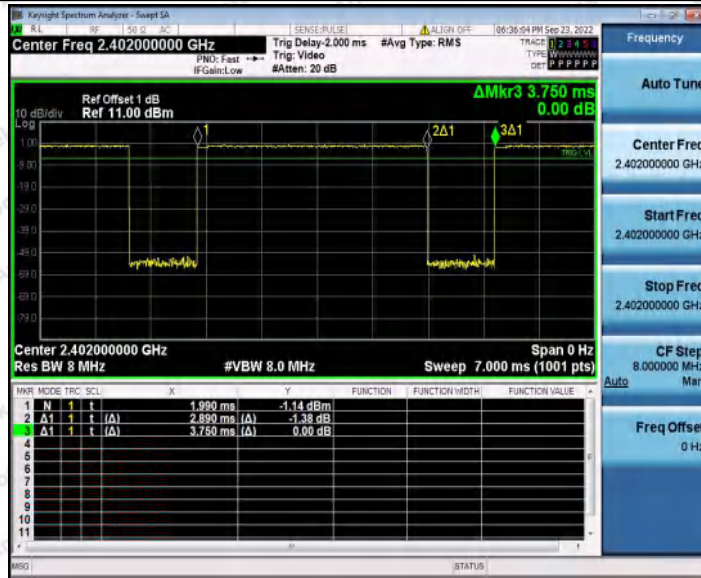 Keysight Spectrum Analyzer - Swept SA
RL RF 50 Ω AC SENSE:PULSE ALIGN OFF 06:36:04 PM Sep 23, 2022
Center Freq 2.402000000 GHz
PNO: Fast
IFGain:Low
Trig Delay-2.000 ms
Trig: Video
#Atten: 20 dB
#Avg Type: RMS
TRACE 1 2 3 4 5 6
TYPE
DET P P P P P P
ΔMkr3 3.750 ms
0.00 dB
Ref Offset 1 dB
10 dB/div Ref 11.00 dBm
Log
1 2Δ1 3Δ1
1.00
TRIG LVL
-9.00
-19.0
-29.0
-39.0
-49.0
-59.0
-69.0
-79.0
Center 2.402000000 GHz Span 0 Hz
Res BW 8 MHz #VBW 8.0 MHz Sweep 7.000 ms (1001 pts)
MKR MODE TRC SCL X Y FUNCTION FUNCTION WIDTH FUNCTION VALUE
1 N 1 t 1.990 ms -1.14 dBm
2 Δ1 1 t (Δ) 2.890 ms (Δ) -1.38 dB
3 Δ1 1 t (Δ) 3.750 ms (Δ) 0.00 dB
4
5
6
7
8
9
10
11
MSG STATUS
Frequency
Auto Tune
Center Freq
2.402000000 GHz
Start Freq
2.402000000 GHz
Stop Freq
2.402000000 GHz
CF Step
8.000000 MHz
Auto Man
Freq Offset
0 Hz